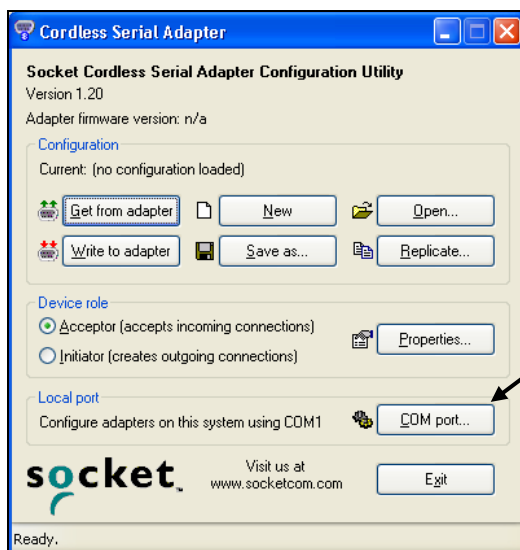 Cordless Serial Adapter
Socket Cordless Serial Adapter Configuration Utility
Version 1.20
Adapter firmware version: n/a
Configuration
Current: (no configuration loaded)
Get from adapter New Open...
Write to adapter Save as... Replicate...
Device role
Acceptor (accepts incoming connections)
Initiator (creates outgoing connections)
Properties...
Local port
Configure adapters on this system using COM1 COM port...
socket™
Visit us at
www.socketcom.com
Exit
Ready.